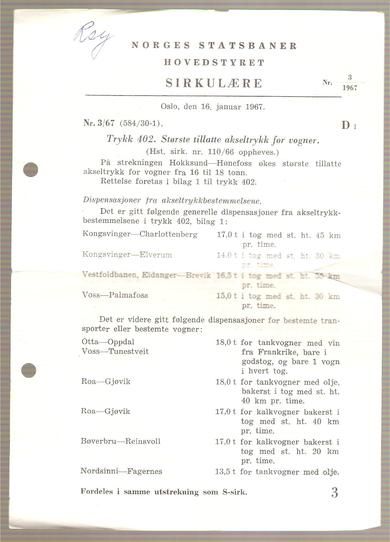 Rey
NORGES STATSBANER
HOVEDSTYRET
SIRKULÆRE
Nr. 3/1967
Oslo, den 16. januar 1967.
Nr. 3/67 (584/30-1).
D:
Trykk 402. Største tillatte akseltrykk for vogner.
(Hst. sirk. nr. 110/66 oppheves.)
På strekningen Hokksund—Hønefoss økes største tillatte
akseltrykk for vogner fra 16 til 18 tonn.
Rettelse foretas i bilag 1 til trykk 402.
Dispensasjoner fra akseltrykkbestemmelsene.
Det er gitt følgende generelle dispensasjoner fra akseltrykk-
bestemmelsene i trykk 402, bilag 1:
Kongsvinger—Charlottenberg 17,0 t i tog med st. ht. 45 km
pr. time.
Kongsvinger—Elverum 14,0 t i tog med st. ht. 30 km
pr. time.
Vestfoldbanen, Eidanger—Brevik 16,5 t i tog med st. ht. 55 km
pr. time.
Voss—Palmafoss 15,0 t i tog med st. ht. 30 km
pr. time.
Det er videre gitt følgende dispensasjoner for bestemte tran-
sporter eller bestemte vogner:
Otta—Oppdal 18,0 t for tankvogner med vin
Voss—Tunestveit fra Frankrike, bare i
godstog, og bare 1 vogn
i hvert tog.
Roa—Gjøvik 18,0 t for tankvogner med olje,
bakerst i tog med st. ht.
40 km pr. time.
Roa—Gjøvik 17,0 t for kalkvogner bakerst i
tog med st. ht. 40 km
pr. time.
Bøverbru—Reinsvoll 17,0 t for kalkvogner bakerst i
tog med st. ht. 20 km
pr. time.
Nordsinni—Fagernes 13,5 t for tankvogner med olje.
Fordeles i samme utstrekning som S-sirk.
3